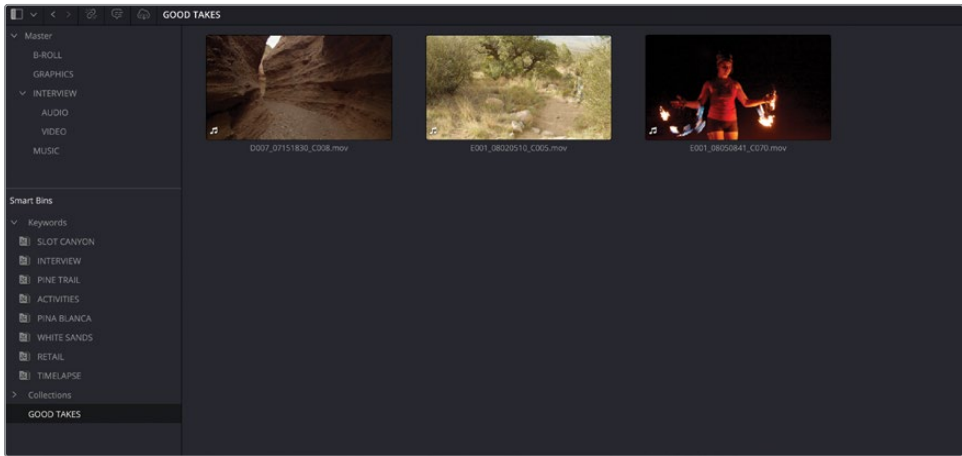 GOOD TAKES
Master
B-ROLL
GRAPHICS
INTERVIEW
AUDIO
VIDEO
MUSIC
D007_07151830_C008.mov
E001_08020510_C005.mov
E001_08050841_C070.mov
Smart Bins
Keywords
SLOT CANYON
INTERVIEW
PINE TRAIL
ACTIVITIES
PINA BLANCA
WHITE SANDS
RETAIL
TIMELAPSE
Collections
GOOD TAKES